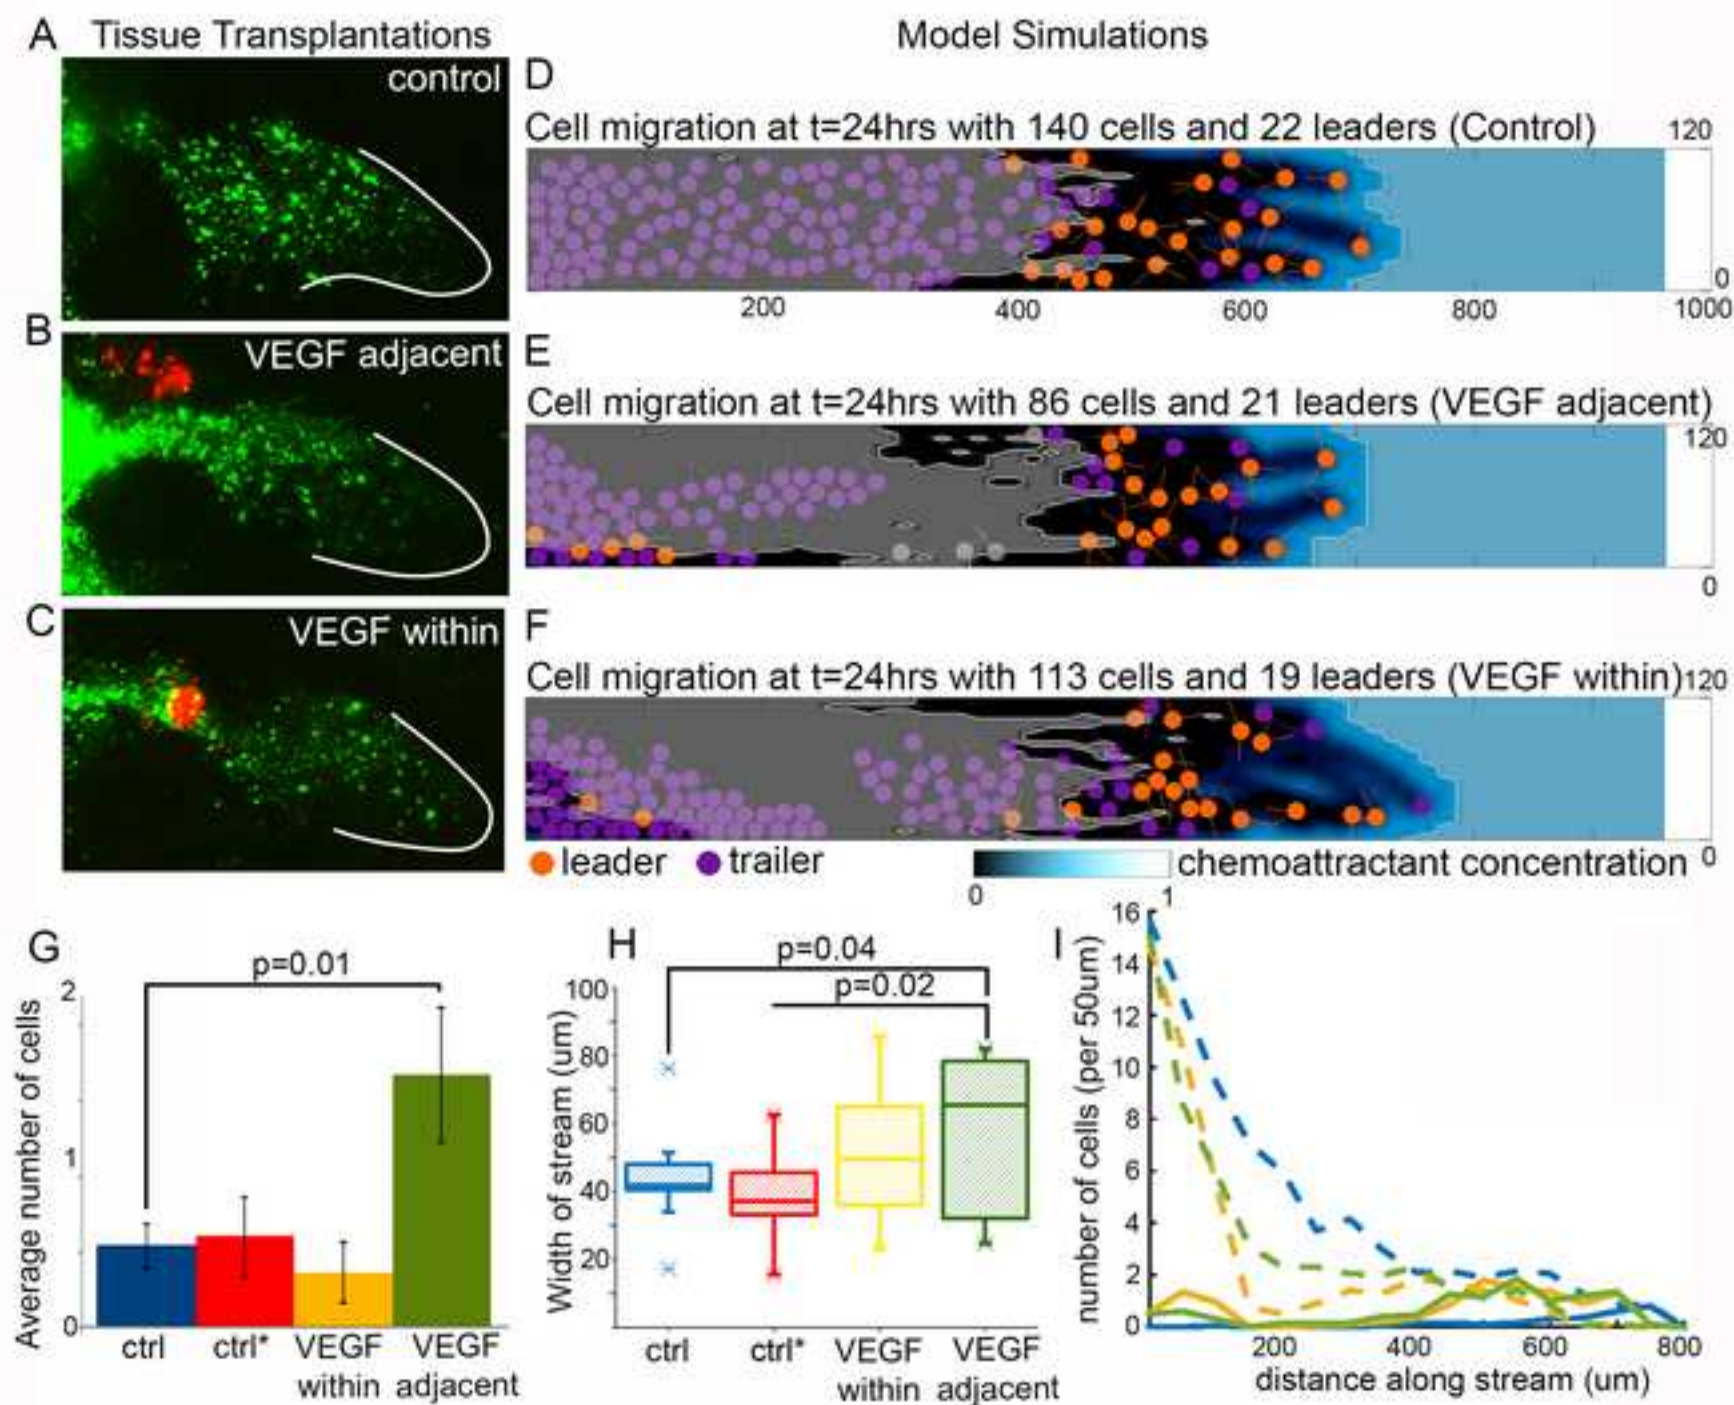 A Tissue Transplantations
control
B
VEGF adjacent
C
VEGF within
Model Simulations
D
Cell migration at t=24hrs with 140 cells and 22 leaders (Control)
120
0
200 400 600 800 1000
E
Cell migration at t=24hrs with 86 cells and 21 leaders (VEGF adjacent)
120
0
F
Cell migration at t=24hrs with 113 cells and 19 leaders (VEGF within)
120
0
leader trailer
chemoattractant concentration
0 1
G
p=0.01
Average number of cells
2
1
0
ctrl ctrl* VEGF within VEGF adjacent
H
p=0.04
p=0.02
Width of stream (um)
100
80
60
40
20
ctrl ctrl* VEGF within VEGF adjacent
I
number of cells (per 50um)
16
14
12
10
8
6
4
2
0
200 400 600 800
distance along stream (um)